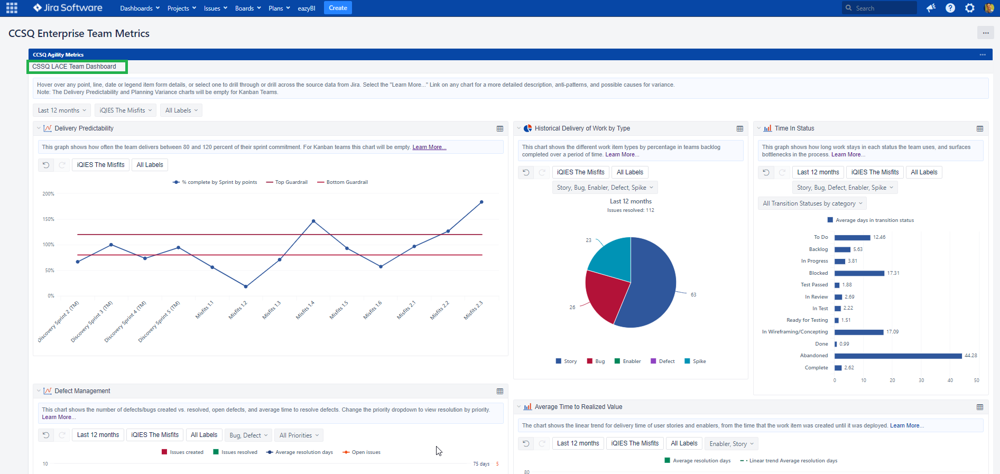 Jira Software
Dashboards
Projects
Issues
Boards
Plans
eazyBI
Create
Search
CCSQ Enterprise Team Metrics
CCSQ Agility Metrics
CSSQ LACE Team Dashboard
Hover over any point, line, date or legend item form details, or select one to drill through or drill across the source data from Jira. Select the "Learn More..." Link on any chart for a more detailed description, anti-patterns, and possible causes for variance.
Note: The Delivery Predictability and Planning Variance charts will be empty for Kanban Teams.
Last 12 months
iQIES The Misfits
All Labels
Delivery Predictability
This graph shows how often the team delivers between 80 and 120 percent of their sprint commitment. For Kanban teams this chart will be empty. Learn More...
iQIES The Misfits
All Labels
% complete by Sprint by points
Top Guardrail
Bottom Guardrail
200%
150%
100%
50%
0%
Discovery Sprint 2 (TM)
Discovery Sprint 3 (TM)
Discovery Sprint 4 (TM)
Discovery Sprint 5 (TM)
Misfits 1.1
Misfits 1.2
Misfits 1.3
Misfits 1.4
Misfits 1.5
Misfits 1.6
Misfits 2.1
Misfits 2.2
Misfits 2.3
Historical Delivery of Work by Type
This chart shows the different work item types by percentage in teams backlog
completed over a period of time. Learn More...
iQIES The Misfits
All Labels
Story, Bug, Enabler, Defect, Spike
Last 12 months
Issues resolved: 112
23
63
26
Story
Bug
Enabler
Defect
Spike
Time In Status
This graph shows how long work stays in each status the team uses, and surfaces
bottlenecks in the process. Learn More...
Last 12 months
iQIES The Misfits
All Labels
Story, Bug, Defect, Enabler, Spike
All Transition Statuses by category
Average days in transition status
To Do 12.46
Backlog 5.63
In Progress 3.81
Blocked 17.31
Test Passed 1.88
In Review 2.69
In Test 2.22
Ready for Testing 1.51
In Wireframing/Concepting 17.09
Done 0.99
Abandoned 44.28
Complete 2.62
0 10 20 30 40 50
Defect Management
This chart shows the number of defects/bugs created vs. resolved, open defects, and average time to resolve defects. Change the priority dropdown to view resolution by priority.
Learn More...
Last 12 months
iQIES The Misfits
All Labels
Bug, Defect
All Priorities
Issues created
Issues resolved
Average resolution days
Open issues
10
75 days
5
Average Time to Realized Value
The chart shows the linear trend for delivery time of user stories and enablers, from the time that the work item was created until it was deployed. Learn More...
Last 12 months
iQIES The Misfits
All Labels
Enabler, Story
Average resolution days
Linear trend Average resolution days
80